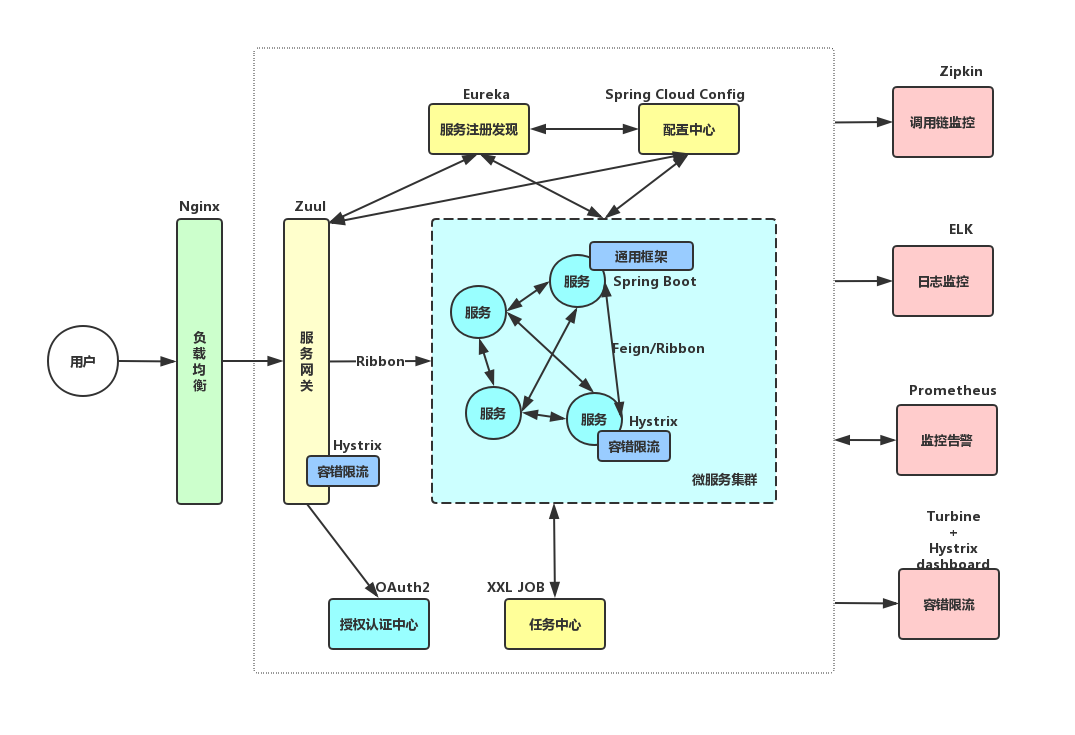 Zipkin
调用链监控
Eureka
服务注册发现
Spring Cloud Config
配置中心
Nginx
负
载
均
衡
Zuul
服
务
网
关
用户
Ribbon
Hystrix
容错限流
通用框架
Spring Boot
服务
服务
Feign/Ribbon
服务
服务
Hystrix
容错限流
微服务集群
ELK
日志监控
Prometheus
监控告警
OAuth2
授权认证中心
XXL JOB
任务中心
Turbine
+
Hystrix
dashboard
容错限流